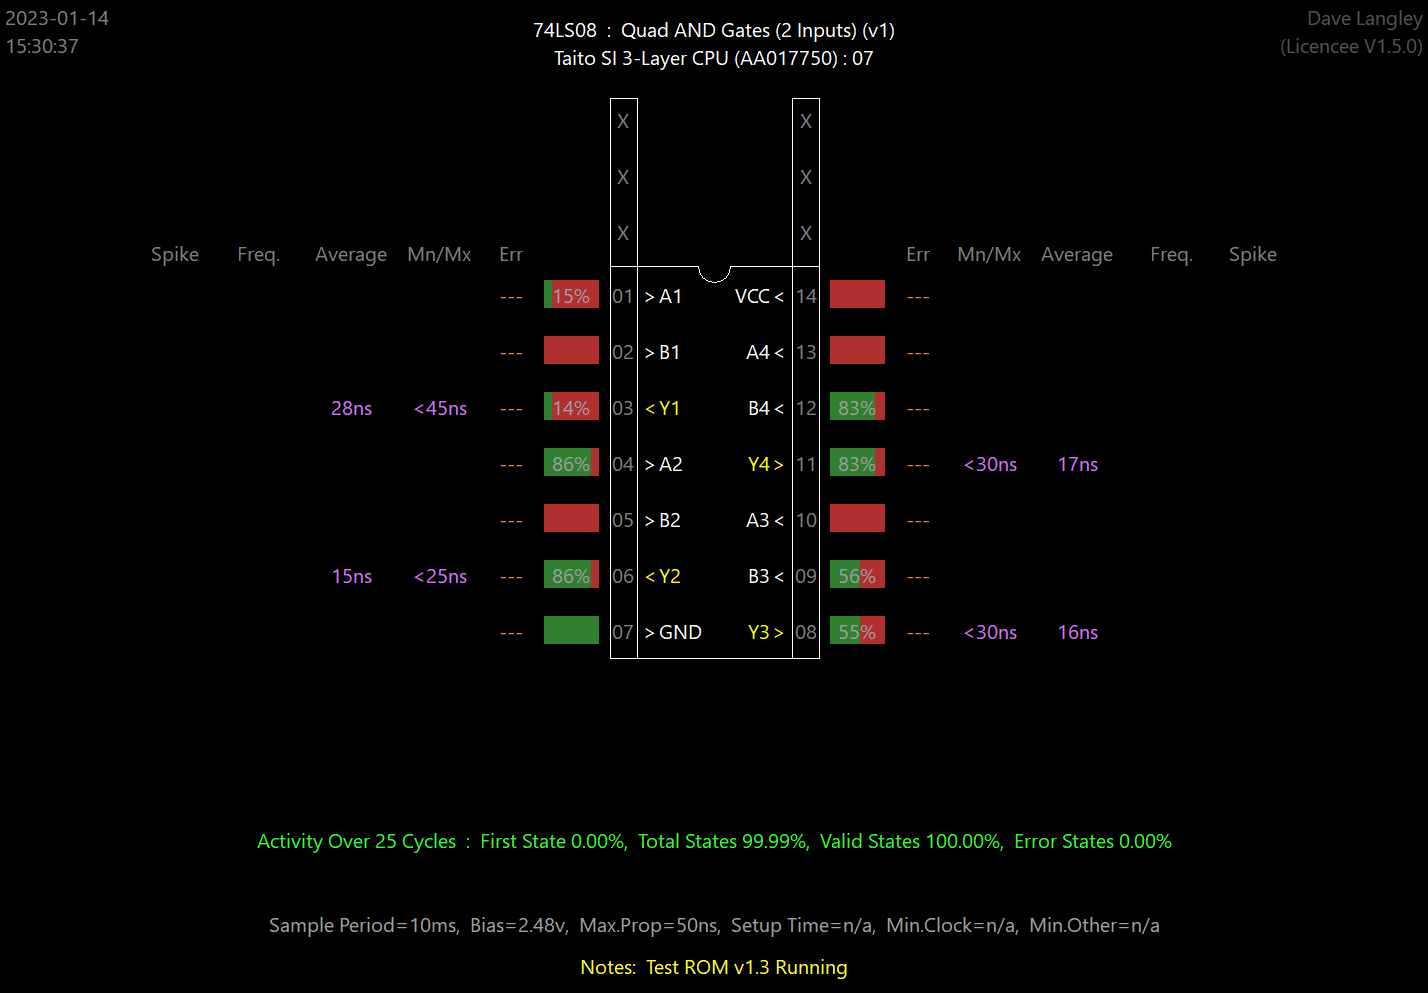 2023-01-14
15:30:37
74LS08 : Quad AND Gates (2 Inputs) (v1)
Taito SI 3-Layer CPU (AA017750) : 07
Dave Langley
(Licencee V1.5.0)
X X
X X
X X
Spike Freq. Average Mn/Mx Err Err Mn/Mx Average Freq. Spike
--- 15% 01 > A1 VCC < 14 ---
--- 02 > B1 A4 < 13 ---
28ns <45ns --- 14% 03 < Y1 B4 < 12 83% ---
--- 86% 04 > A2 Y4 > 11 83% --- <30ns 17ns
--- 05 > B2 A3 < 10 ---
15ns <25ns --- 86% 06 < Y2 B3 < 09 56% ---
--- 07 > GND Y3 > 08 55% --- <30ns 16ns
Activity Over 25 Cycles : First State 0.00%, Total States 99.99%, Valid States 100.00%, Error States 0.00%
Sample Period=10ms, Bias=2.48v, Max.Prop=50ns, Setup Time=n/a, Min.Clock=n/a, Min.Other=n/a
Notes: Test ROM v1.3 Running